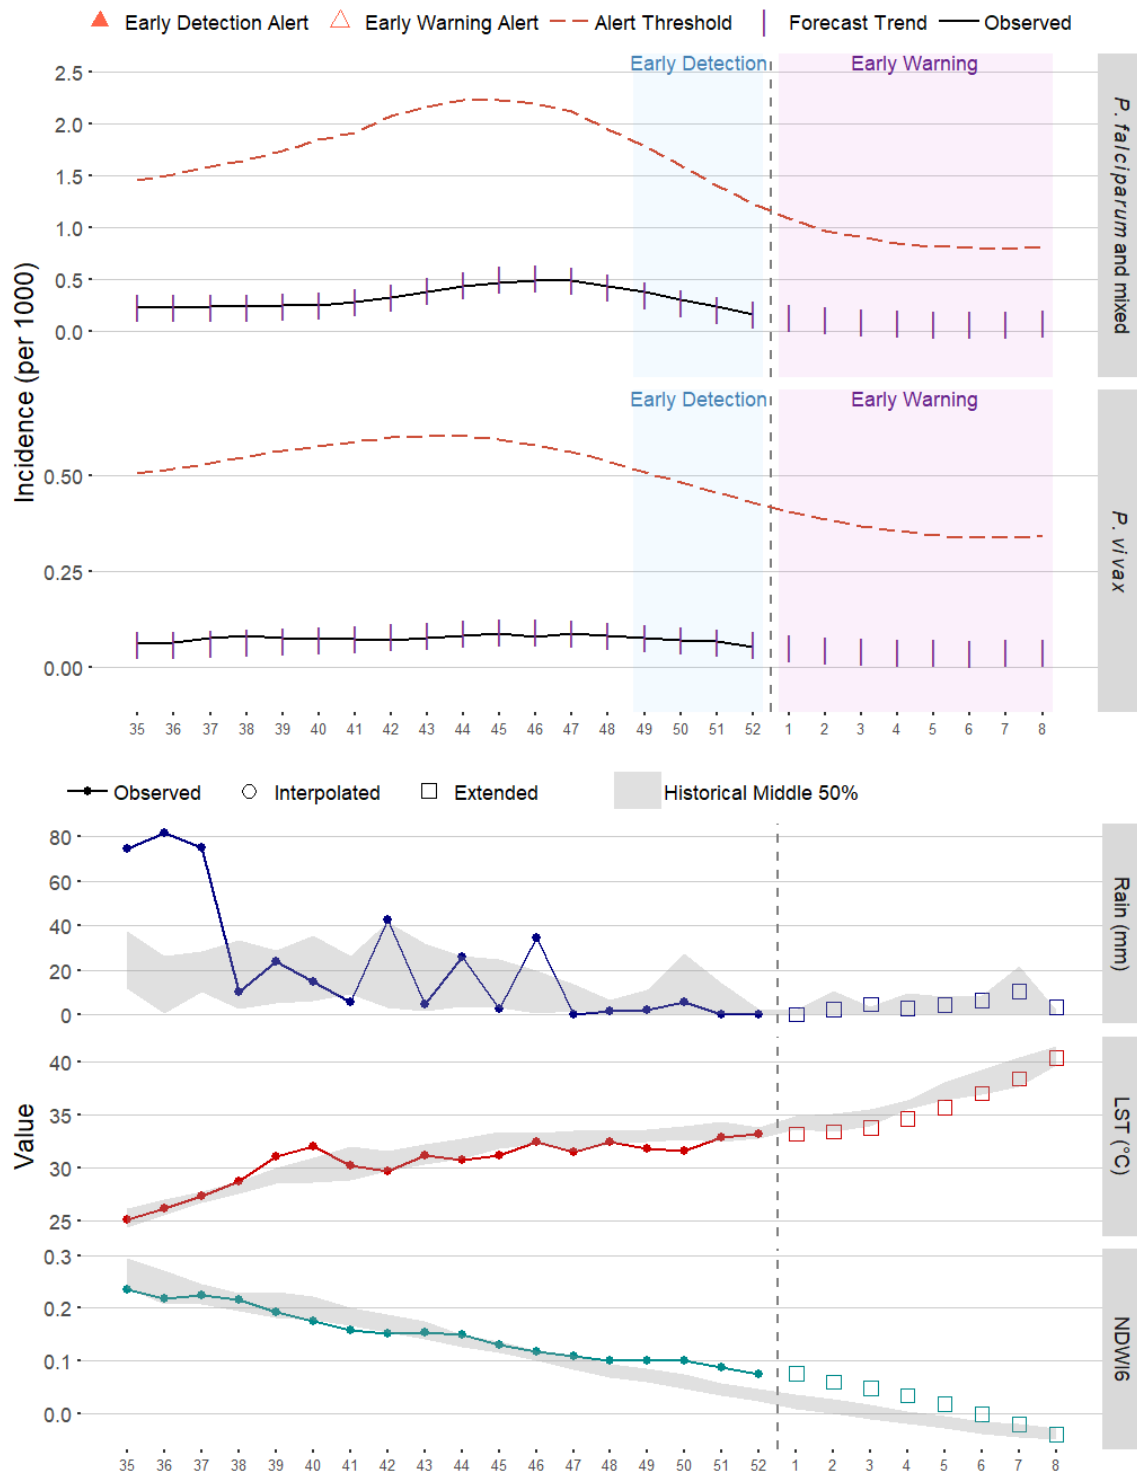 Early Detection Alert Early Warning Alert Alert Threshold Forecast Trend Observed
Early Detection Early Warning
2.5
2.0
1.5
1.0
0.5
0.0
P. falciparum and mixed
Incidence (per 1000)
Early Detection Early Warning
0.50
0.25
0.00
P. vivax
35 36 37 38 39 40 41 42 43 44 45 46 47 48 49 50 51 52 1 2 3 4 5 6 7 8
Observed Interpolated Extended Historical Middle 50%
80
60
40
20
0
Rain (mm)
Value
40
35
30
25
LST (°C)
0.3
0.2
0.1
0.0
NDWI6
35 36 37 38 39 40 41 42 43 44 45 46 47 48 49 50 51 52 1 2 3 4 5 6 7 8